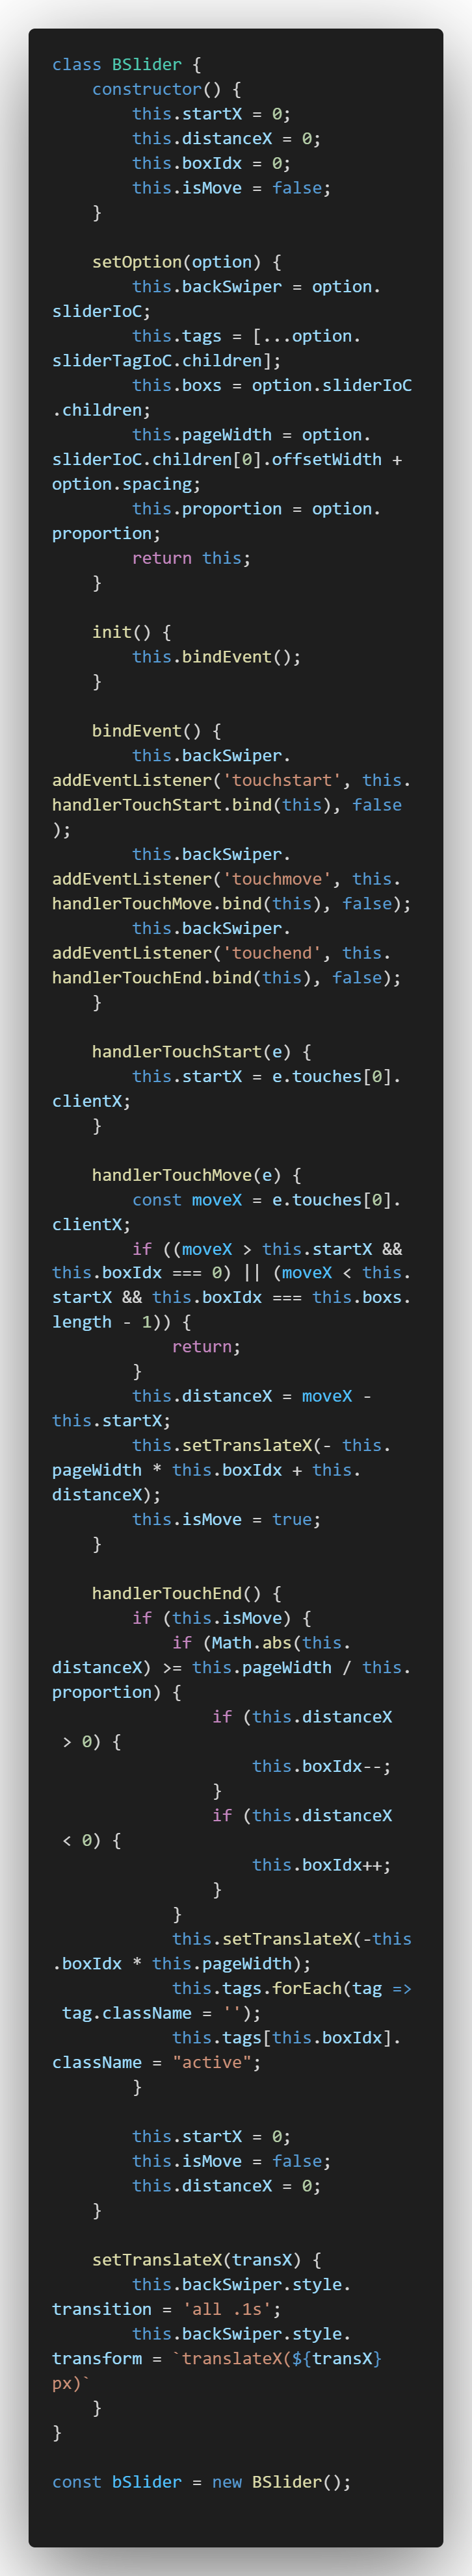 class BSlider {
    constructor() {
        this.startX = 0;
        this.distanceX = 0;
        this.boxIdx = 0;
        this.isMove = false;
    }

    setOption(option) {
        this.backSwiper = option.
sliderIoC;
        this.tags = [...option.
sliderTagIoC.children];
        this.boxs = option.sliderIoC
.children;
        this.pageWidth = option.
sliderIoC.children[0].offsetWidth +
option.spacing;
        this.proportion = option.
proportion;
        return this;
    }

    init() {
        this.bindEvent();
    }

    bindEvent() {
        this.backSwiper.
addEventListener('touchstart', this.
handlerTouchStart.bind(this), false
);
        this.backSwiper.
addEventListener('touchmove', this.
handlerTouchMove.bind(this), false);
        this.backSwiper.
addEventListener('touchend', this.
handlerTouchEnd.bind(this), false);
    }

    handlerTouchStart(e) {
        this.startX = e.touches[0].
clientX;
    }

    handlerTouchMove(e) {
        const moveX = e.touches[0].
clientX;
        if ((moveX > this.startX &&
this.boxIdx === 0) || (moveX < this.
startX && this.boxIdx === this.boxs.
length - 1)) {
            return;
        }
        this.distanceX = moveX -
this.startX;
        this.setTranslateX(- this.
pageWidth * this.boxIdx + this.
distanceX);
        this.isMove = true;
    }

    handlerTouchEnd() {
        if (this.isMove) {
            if (Math.abs(this.
distanceX) >= this.pageWidth / this.
proportion) {
                if (this.distanceX
 > 0) {
                    this.boxIdx--;
                }
                if (this.distanceX
 < 0) {
                    this.boxIdx++;
                }
            }
            this.setTranslateX(-this
.boxIdx * this.pageWidth);
            this.tags.forEach(tag =>
 tag.className = '');
            this.tags[this.boxIdx].
className = "active";
        }

        this.startX = 0;
        this.isMove = false;
        this.distanceX = 0;
    }

    setTranslateX(transX) {
        this.backSwiper.style.
transition = 'all .1s';
        this.backSwiper.style.
transform = `translateX(${transX}
px)`
    }
}

const bSlider = new BSlider();